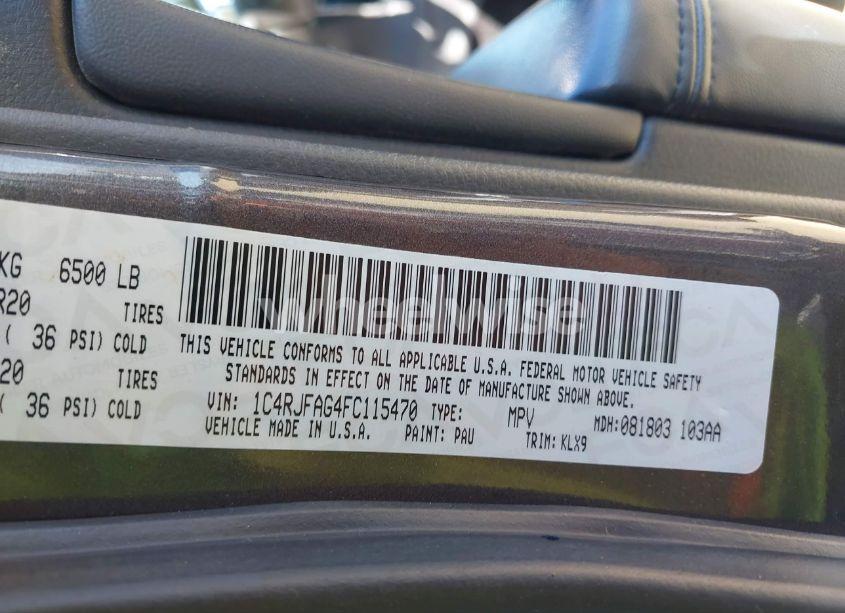 KG 6500 LB
R20 TIRES
( 36 PSI) COLD
20 TIRES
( 36 PSI) COLD
wheelwise
THIS VEHICLE CONFORMS TO ALL APPLICABLE U.S.A. FEDERAL MOTOR VEHICLE SAFETY
STANDARDS IN EFFECT ON THE DATE OF MANUFACTURE SHOWN ABOVE.
VIN: 1C4RJFAG4FC115470 TYPE: MPV MDH:081803 103AA
VEHICLE MADE IN U.S.A. PAINT: PAU TRIM: KLX9